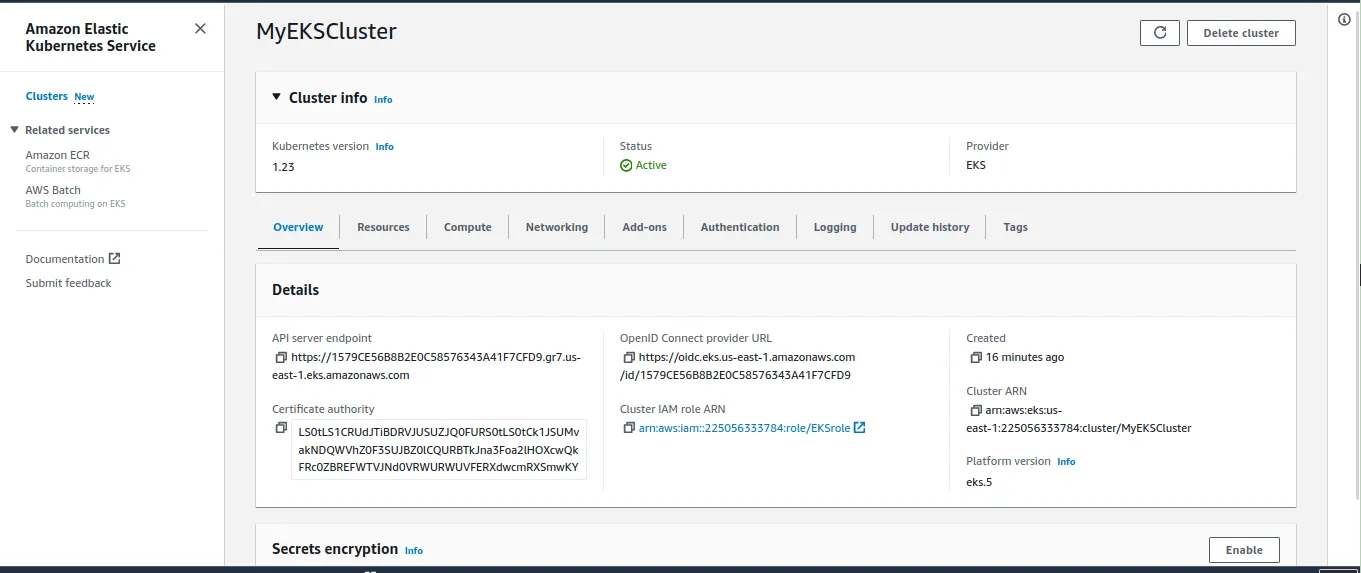 Amazon Elastic
Kubernetes Service
Clusters New
Related services
Amazon ECR
Container storage for EKS
AWS Batch
Batch computing on EKS
Documentation
Submit feedback
MyEKSCluster
Delete cluster
Cluster info Info
Kubernetes version Info
1.23
Status
Active
Provider
EKS
Overview Resources Compute Networking Add-ons Authentication Logging Update history Tags
Details
API server endpoint
https://1579CE56B8B2E0C58576343A41F7CFD9.gr7.us-
east-1.eks.amazonaws.com
Certificate authority
LS0tLS1CRUdJTiBDRVJUSUZJQ0FURS0tLS0tCk1JSUMv
akNDQWVhZ0F3SUJBZ0lCQURBTkJna3Foa2lHOXcwQk
FRc0ZBREFWTVJNd0VRWURWUVFERXdwcmRXSmwKY
OpenID Connect provider URL
https://oidc.eks.us-east-1.amazonaws.com
/id/1579CE56B8B2E0C58576343A41F7CFD9
Cluster IAM role ARN
arn:aws:iam::225056333784:role/EKSrole
Created
16 minutes ago
Cluster ARN
arn:aws:eks:us-
east-1:225056333784:cluster/MyEKSCluster
Platform version Info
eks.5
Secrets encryption Info
Enable